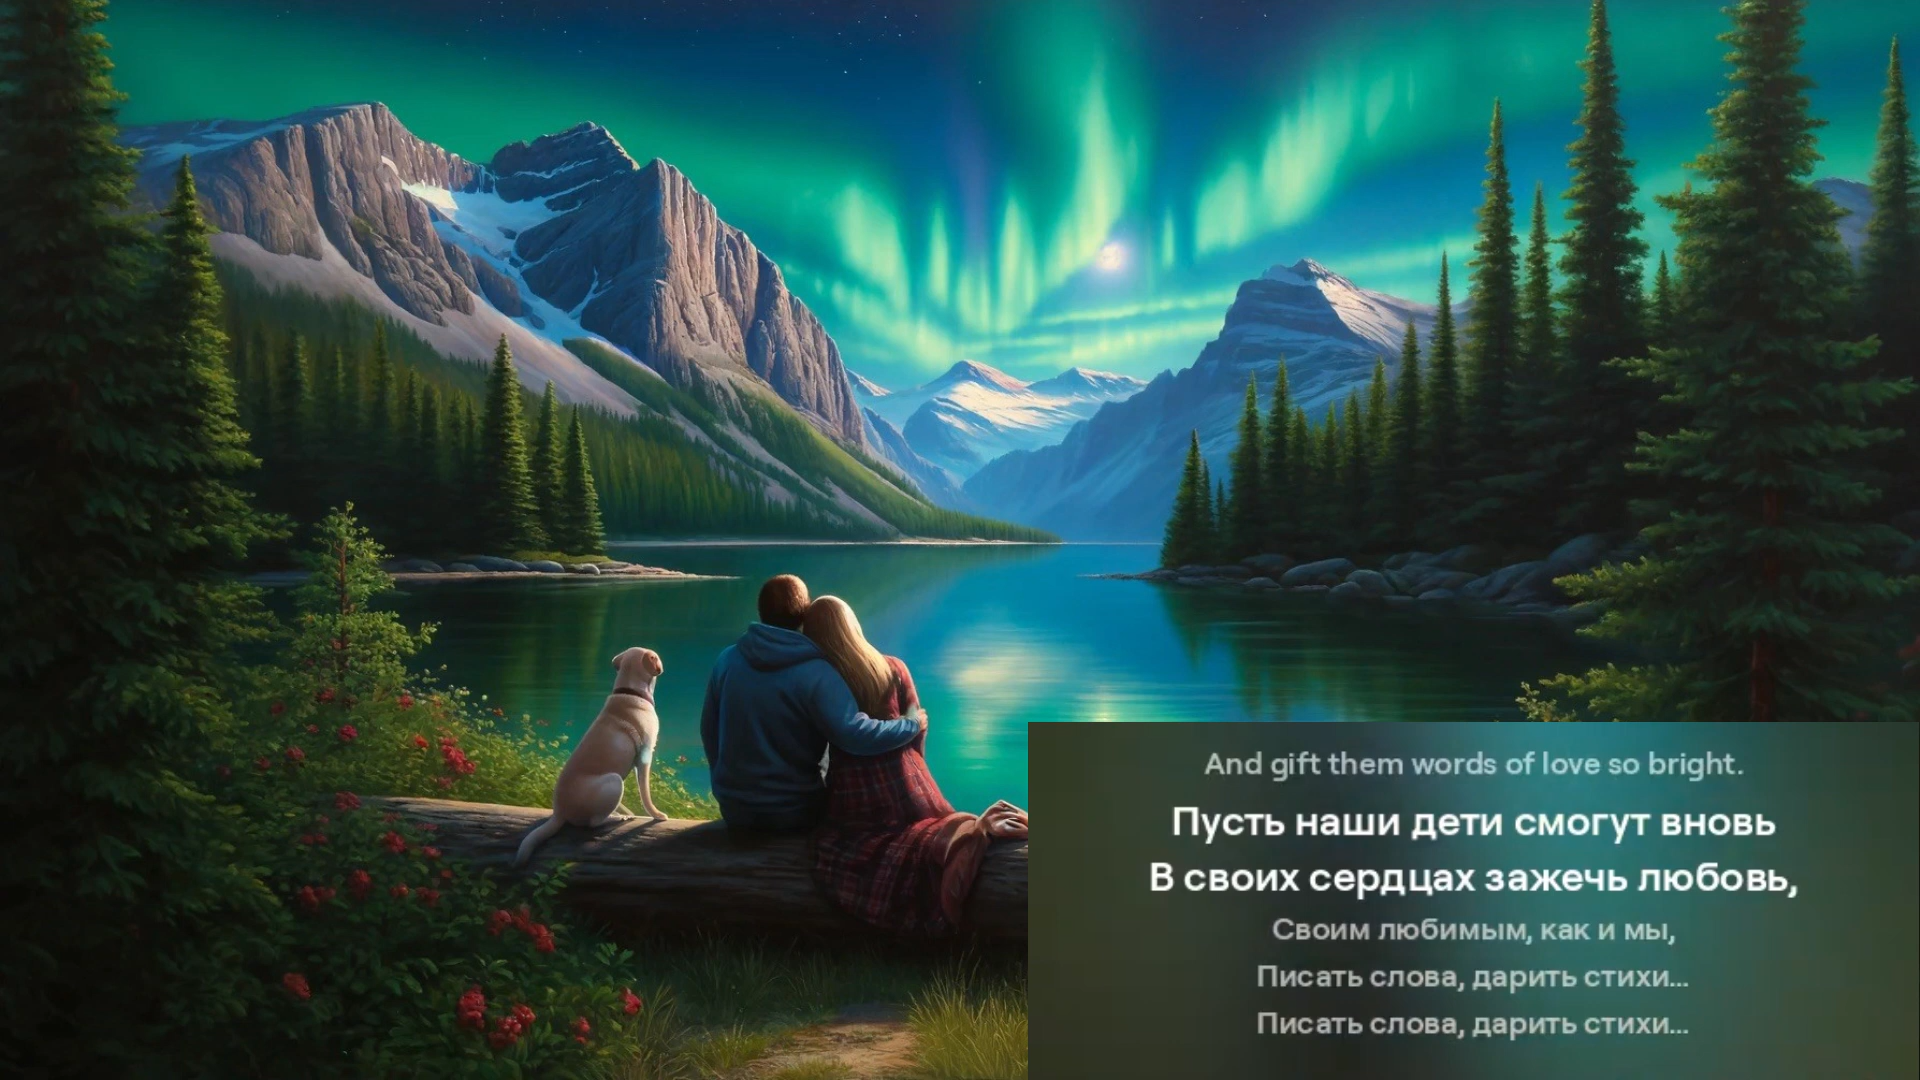 And gift them words of love so bright.
Пусть наши дети смогут вновь
В своих сердцах зажечь любовь,
Своим любимым, как и мы,
Писать слова, дарить стихи...
Писать слова, дарить стихи...